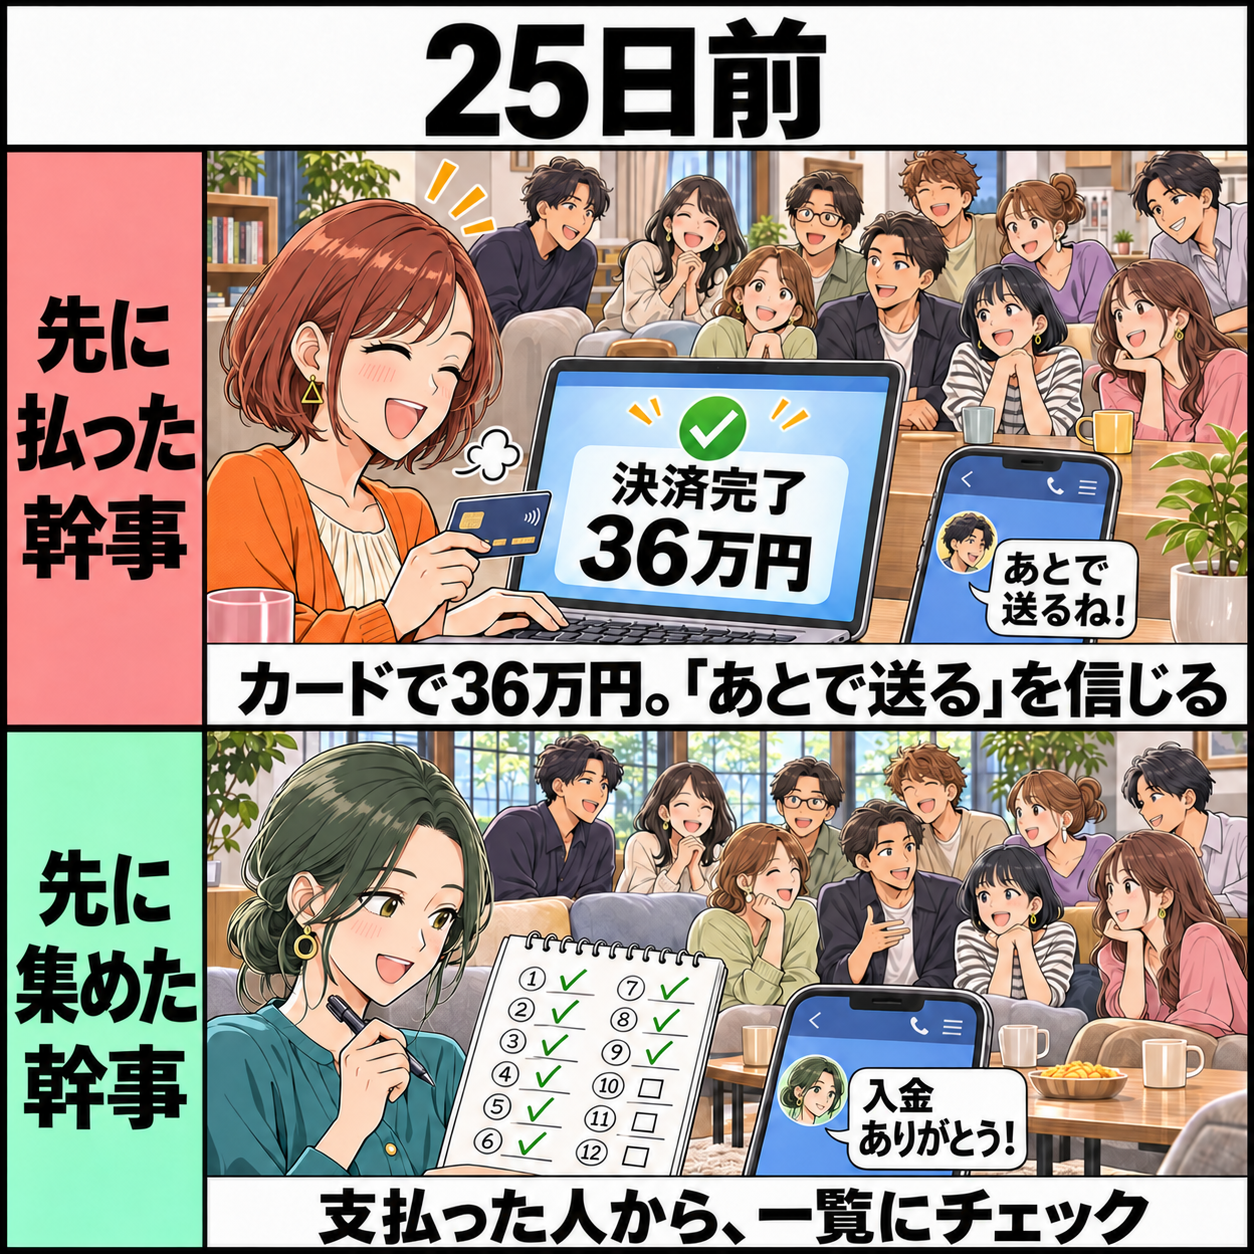 25日前
先に
払った
幹事
決済完了
36万円
あとで
送るね!
カードで36万円。「あとで送る」を信じる
先に
集めた
幹事
①
②
③
④
⑤
⑥
⑦
⑧
⑨
⑩
⑪
⑫
入金
ありがとう!
支払った人から、一覧にチェック